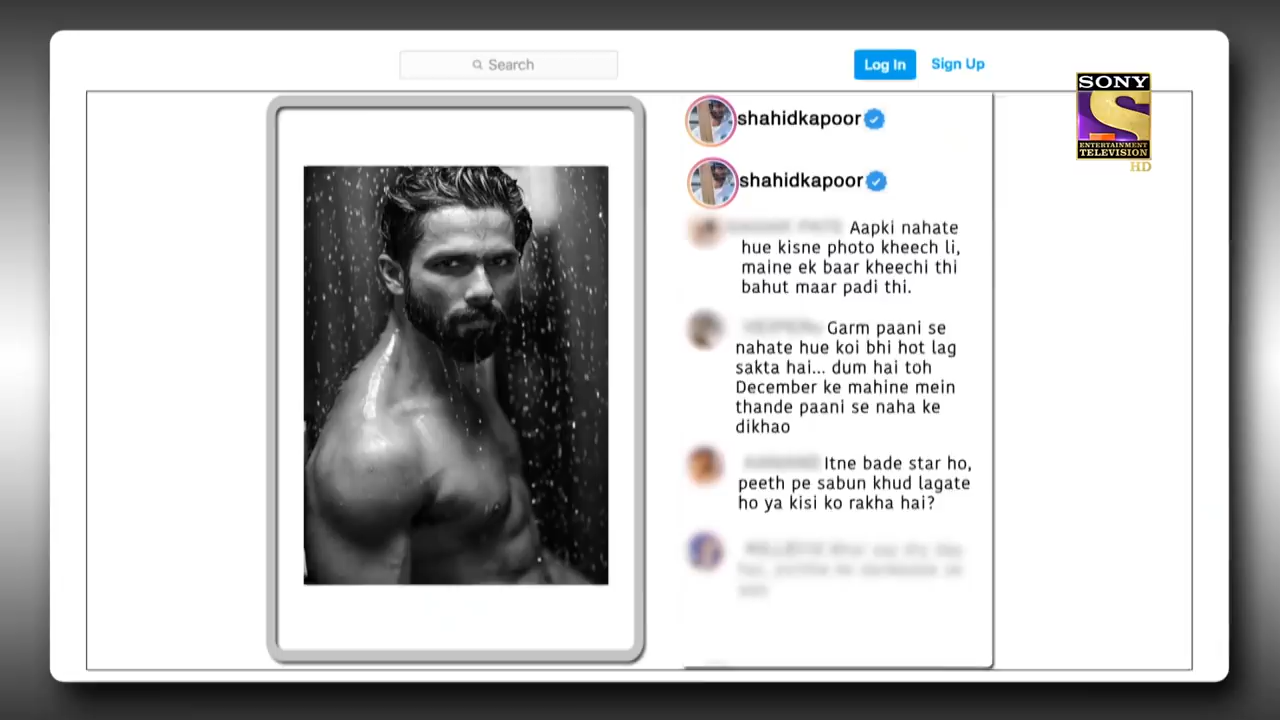 Search
Log In
Sign Up
SONY
ENTERTAINMENT
TELEVISION
HD
shahidkapoor
shahidkapoor
Aapki nahate
hue kisne photo kheech li,
maine ek baar kheechi thi
bahut maar padi thi.
Garm paani se
nahate hue koi bhi hot lag
sakta hai... dum hai toh
December ke mahine mein
thande paani se naha ke
dikhao
Itne bade star ho,
peeth pe sabun khud lagate
ho ya kisi ko rakha hai?